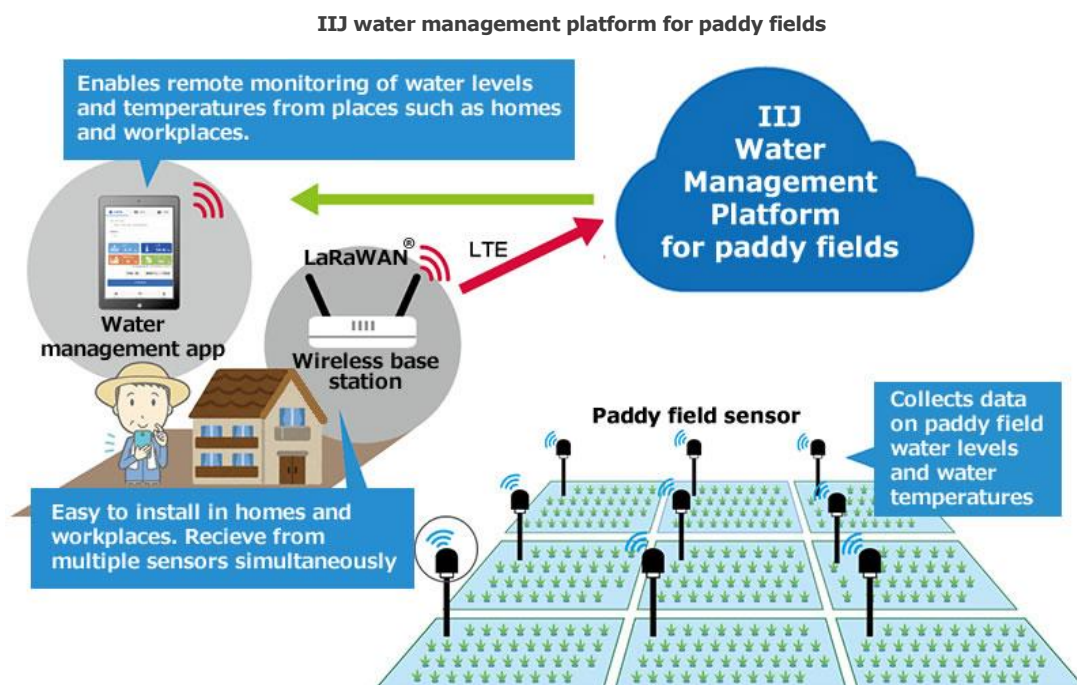 IIJ water management platform for paddy fields
Enables remote monitoring of water levels
and temperatures from places such as homes
and workplaces.
IIJ
Water
Management
Platform
for paddy fields
LaRaWAN®
LTE
Water
management app
Wireless base
station
Paddy field sensor
Collects data
on paddy field
water levels
and water
temperatures
Easy to install in homes and
workplaces. Recieve from
multiple sensors simultaneously